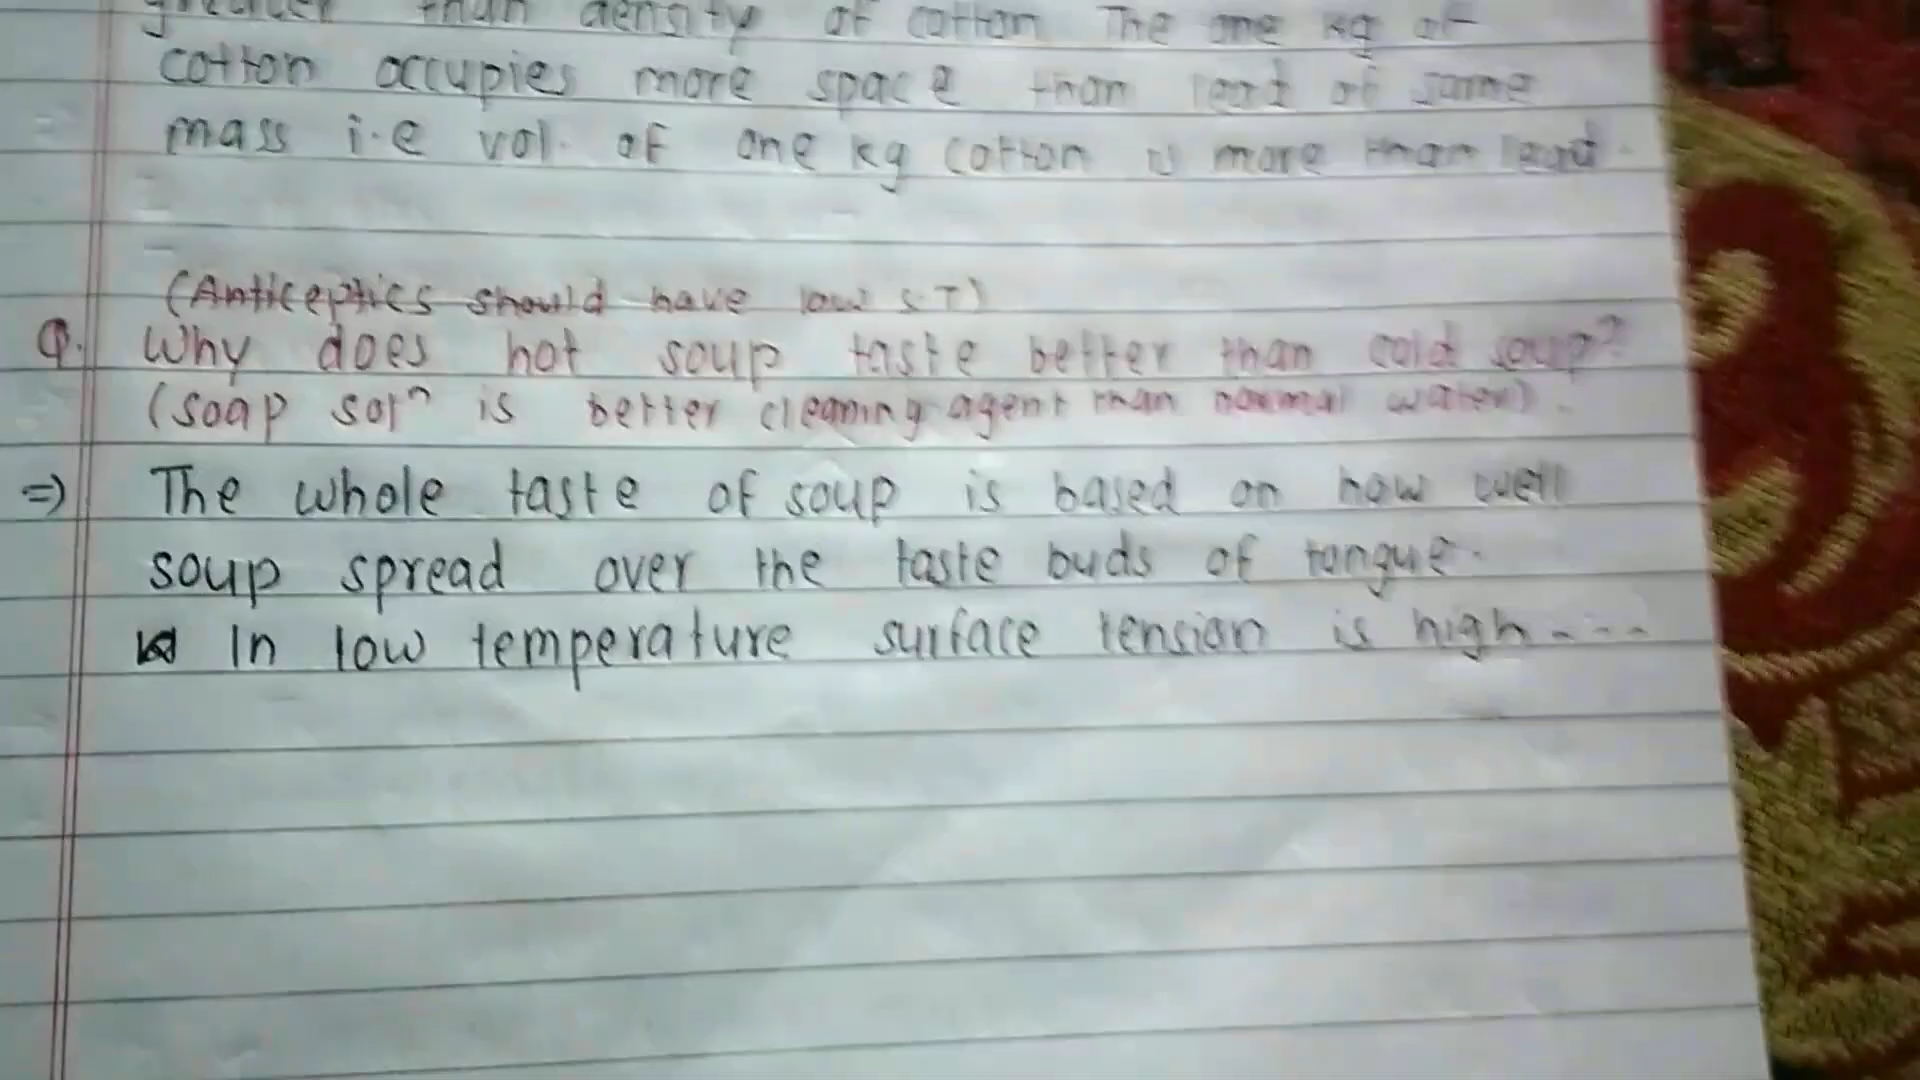 greater than density of cotton The one kg of
cotton occupies more space than lead of same
mass i.e vol. of one kg cotton is more than lead.
(Anticeptics should have low S.T)
Q. Why does hot soup taste better than cold soup?
(soap solⁿ is better cleaning agent than normal water).
⇒ The whole taste of soup is based on how well
soup spread over the taste buds of tongue.
In low temperature surface tension is high ----